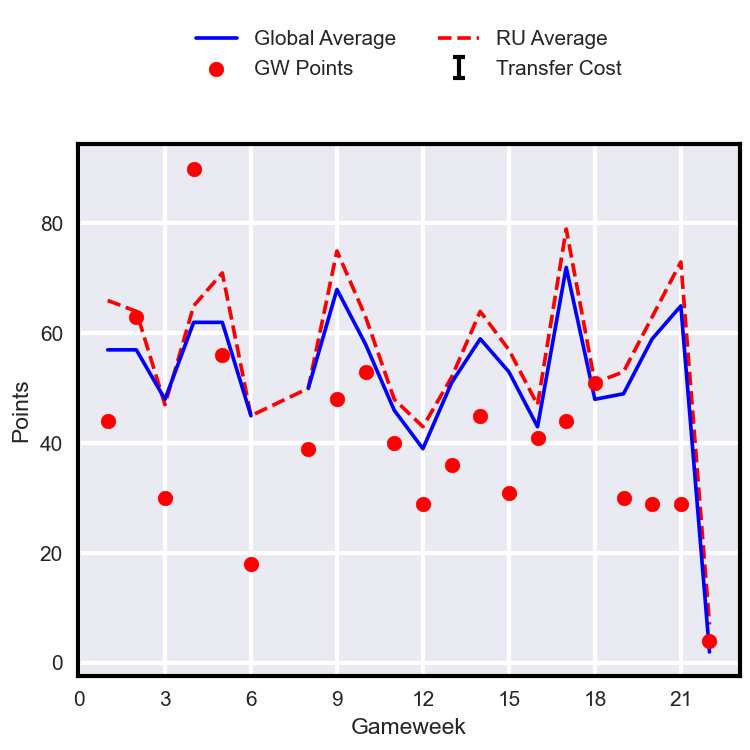 Global Average RU Average
GW Points Transfer Cost
80
60
40
20
0
Points
0 3 6 9 12 15 18 21
Gameweek